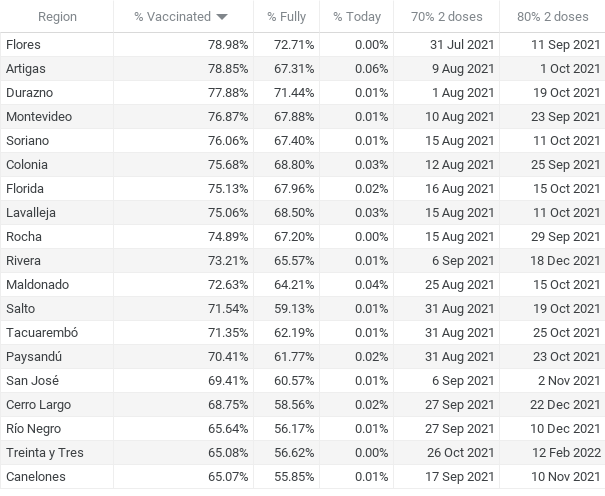 Region % Vaccinated % Fully % Today 70% 2 doses 80% 2 doses
Flores 78.98% 72.71% 0.00% 31 Jul 2021 11 Sep 2021
Artigas 78.85% 67.31% 0.06% 9 Aug 2021 1 Oct 2021
Durazno 77.88% 71.44% 0.01% 1 Aug 2021 19 Oct 2021
Montevideo 76.87% 67.88% 0.01% 10 Aug 2021 23 Sep 2021
Soriano 76.06% 67.40% 0.01% 15 Aug 2021 11 Oct 2021
Colonia 75.68% 68.80% 0.03% 12 Aug 2021 25 Sep 2021
Florida 75.13% 67.96% 0.02% 16 Aug 2021 15 Oct 2021
Lavalleja 75.06% 68.50% 0.03% 15 Aug 2021 11 Oct 2021
Rocha 74.89% 67.20% 0.00% 15 Aug 2021 29 Sep 2021
Rivera 73.21% 65.57% 0.01% 6 Sep 2021 18 Dec 2021
Maldonado 72.63% 64.21% 0.04% 25 Aug 2021 15 Oct 2021
Salto 71.54% 59.13% 0.01% 31 Aug 2021 19 Oct 2021
Tacuarembó 71.35% 62.19% 0.01% 31 Aug 2021 25 Oct 2021
Paysandú 70.41% 61.77% 0.02% 31 Aug 2021 23 Oct 2021
San José 69.41% 60.57% 0.01% 6 Sep 2021 2 Nov 2021
Cerro Largo 68.75% 58.56% 0.02% 27 Sep 2021 22 Dec 2021
Río Negro 65.64% 56.17% 0.01% 27 Sep 2021 10 Dec 2021
Treinta y Tres 65.08% 56.62% 0.00% 26 Oct 2021 12 Feb 2022
Canelones 65.07% 55.85% 0.01% 17 Sep 2021 10 Nov 2021